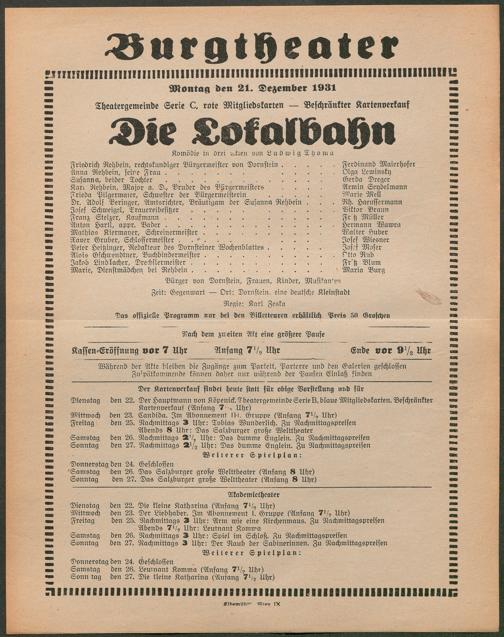 Burgtheater
Montag den 21. Dezember 1931
Theatergemeinde Serie C, rote Mitgliedskarten — Beschränkter Kartenverkauf
Die Lokalbahn
Komödie in drei Akten von Ludwig Thoma
Friedrich Rehbein, rechtskundiger Bürgermeister von Dornstein . . . . Ferdinand Maierhofer
Anna Rehbein, seine Frau . . . . Olga Lewinsky
Susanna, beider Tochter . . . . Gerda Dreger
Karl Rehbein, Major a. D., Bruder des Bürgermeisters . . . . Armin Seydelmann
Frieda Pilgermaier, Schwester der Bürgermeisterin . . . . Marie Mell
Dr. Adolf Beringer, Amtsrichter, Bräutigam der Susanna Rehbein . . . . Ph. Haeussermann
Josef Schweigel, Brauereibesitzer . . . . Viktor Braun
Franz Stelzer, Kaufmann . . . . Fritz Müller
Anton Hartl, appr. Bader . . . . Hermann Wawra
Mathias Kiermayer, Schreinermeister . . . . Walter Huber
Xaver Gruber, Schlossermeister . . . . Josef Wiesner
Peter Heitzinger, Redakteur des Dornsteiner Wochenblattes . . . . Josef Moser
Alois Gschwendtner, Buchbindermeister . . . . Otto Rub
Jakob Lindlacher, Drechslermeister . . . . Fritz Blum
Marie, Dienstmädchen bei Rehbein . . . . Maria Burg
Bürger von Dornstein, Frauen, Kinder, Musikanten
Zeit: Gegenwart — Ort: Dornstein, eine deutsche Kleinstadt
Regie: Karl Zeska
Das offizielle Programm nur bei den Billetteuren erhältlich Preis 50 Groschen
Nach dem zweiten Akt eine größere Pause
Kassen-Eröffnung vor 7 Uhr Anfang 7½ Uhr Ende vor 9½ Uhr
Während der Akte bleiben die Zugänge zum Parkett, Parterre und den Galerien geschlossen
Zuspätkommende können daher nur während der Pausen Einlaß finden
Der Kartenverkauf findet heute statt für obige Vorstellung und für
Dienstag den 22. Der Hauptmann von Köpenick. Theatergemeinde Serie B, blaue Mitgliedskarten. Beschränkter
Kartenverkauf (Anfang 7 Uhr)
Mittwoch den 23. Candida. Im Abonnement III. Gruppe (Anfang 7½ Uhr)
Freitag den 25. Nachmittags 3 Uhr: Tobias Wunderlich. Zu Nachmittagspreisen
Abends 8 Uhr: Das Salzburger große Welttheater
Samstag den 26. Nachmittags 2½ Uhr: Das dumme Englein. Zu Nachmittagspreisen
Sonntag den 27. Nachmittags 2½ Uhr: Das dumme Englein. Zu Nachmittagspreisen
Weiterer Spielplan:
Donnerstag den 24. Geschlossen
Samstag den 26. Das Salzburger große Welttheater (Anfang 8 Uhr)
Sonntag den 27. Das Salzburger große Welttheater (Anfang 8 Uhr)
Akademietheater
Dienstag den 22. Die kleine Katharina (Anfang 7½ Uhr)
Mittwoch den 23. Der Liebhaber. Im Abonnement I. Gruppe (Anfang 7½ Uhr)
Freitag den 25. Nachmittags 3 Uhr: Arm wie eine Kirchenmaus. Zu Nachmittagspreisen
Abends 7½ Uhr: Leutnant Komma
Samstag den 26. Nachmittags 3 Uhr: Spiel im Schloß. Zu Nachmittagspreisen
Sonntag den 27. Nachmittags 3 Uhr: Der Raub der Sabinerinnen. Zu Nachmittagspreisen
Weiterer Spielplan:
Donnerstag den 24. Geschlossen
Samstag den 26. Leutnant Komma (Anfang 7½ Uhr)
Sonntag den 27. Die kleine Katharina (Anfang 7½ Uhr)
Elbemühl Wien IX